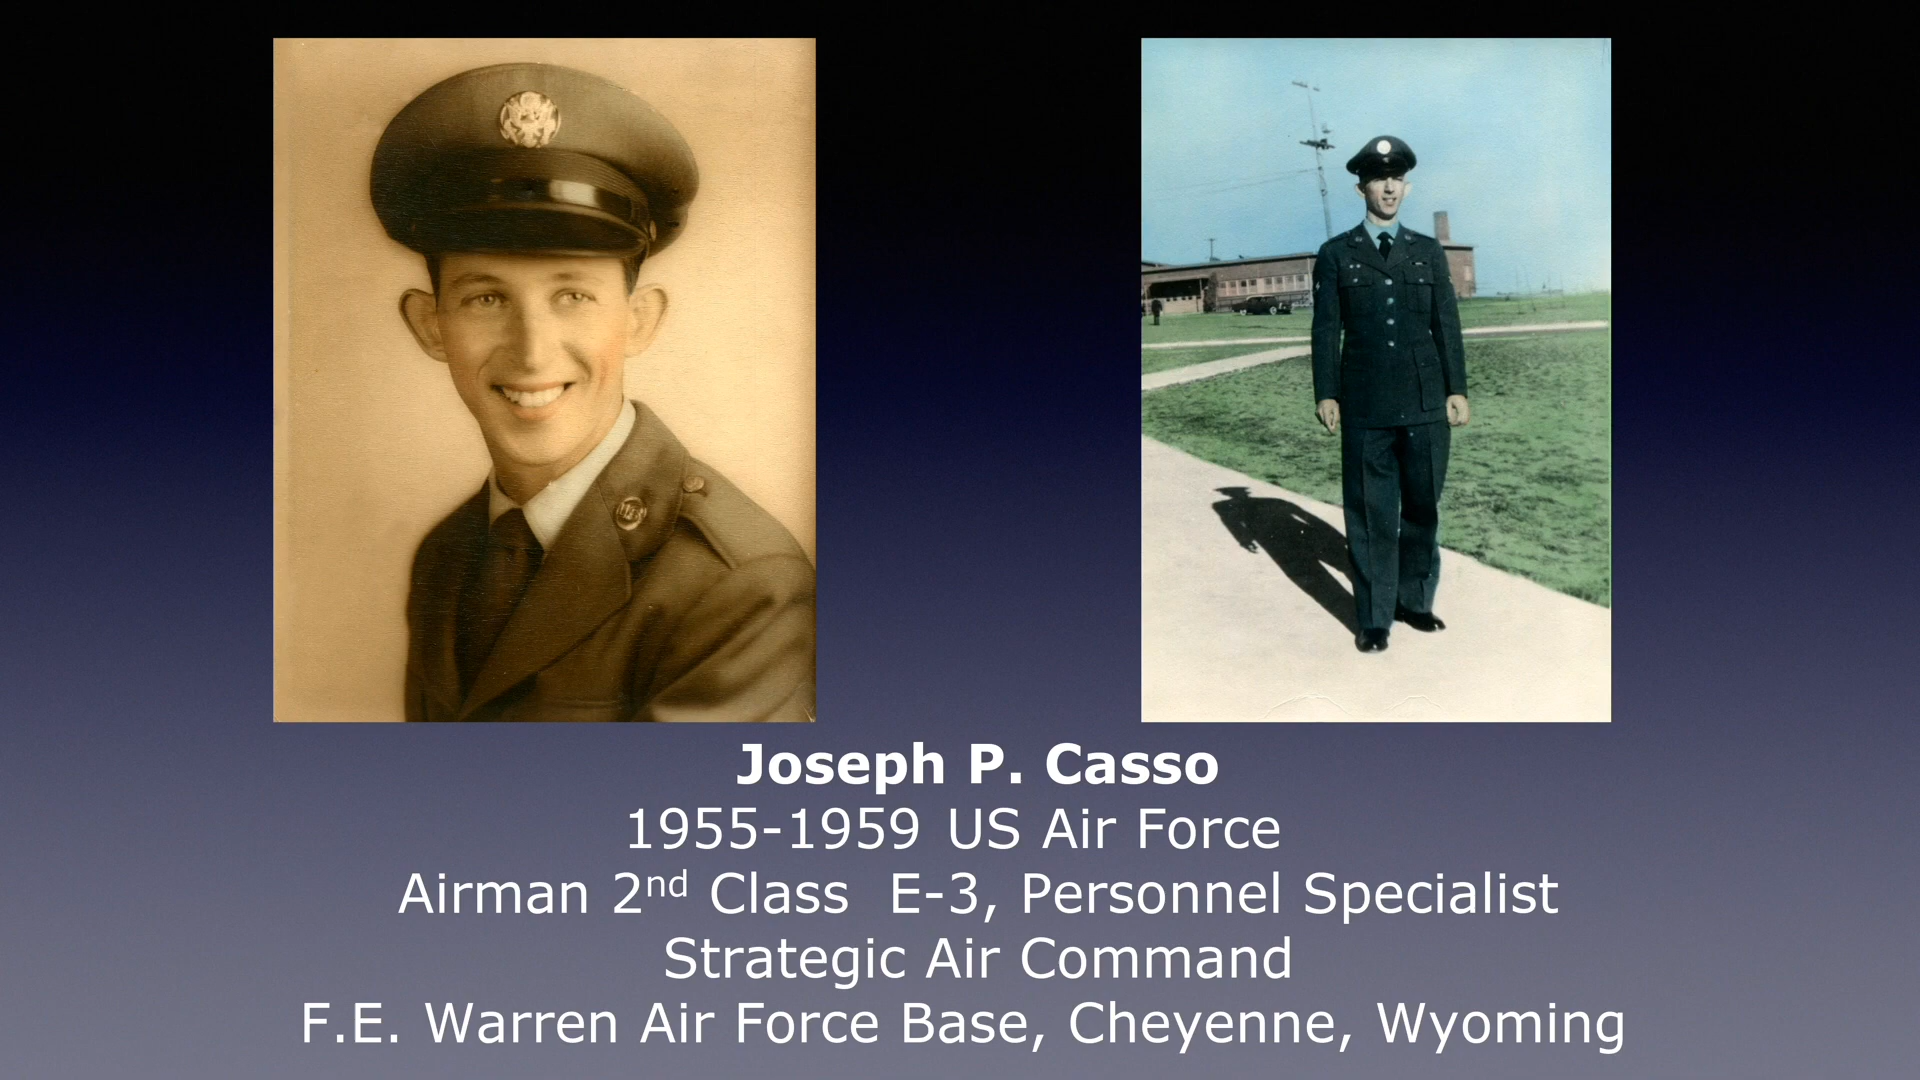 Joseph P. Casso
1955-1959 US Air Force
Airman 2nd Class E-3, Personnel Specialist
Strategic Air Command
F.E. Warren Air Force Base, Cheyenne, Wyoming